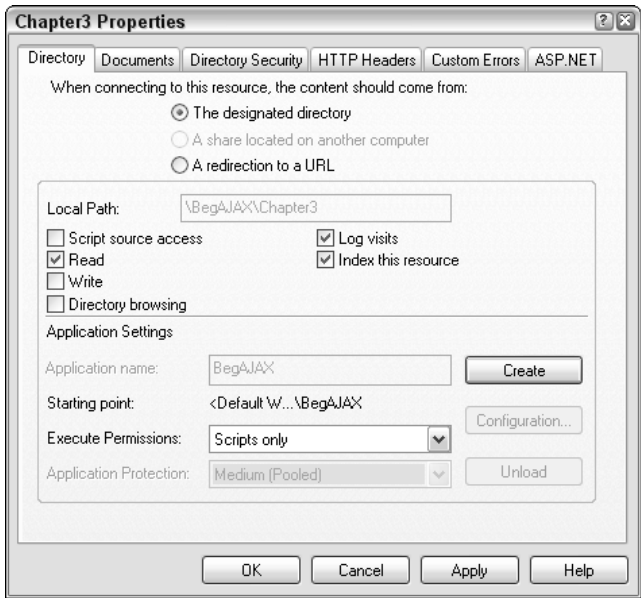 Chapter3 Properties
Directory Documents Directory Security HTTP Headers Custom Errors ASP.NET
When connecting to this resource, the content should come from:
The designated directory
A share located on another computer
A redirection to a URL
Local Path: \BegAJAX\Chapter3
Script source access Log visits
Read Index this resource
Write
Directory browsing
Application Settings
Application name: BegAJAX Create
Starting point: <Default W...\BegAJAX
Configuration...
Execute Permissions: Scripts only
Application Protection: Medium (Pooled) Unload
OK Cancel Apply Help